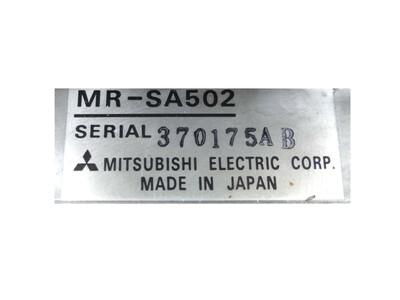 MR-SA502
SERIAL 370175A B
MITSUBISHI ELECTRIC CORP.
MADE IN JAPAN